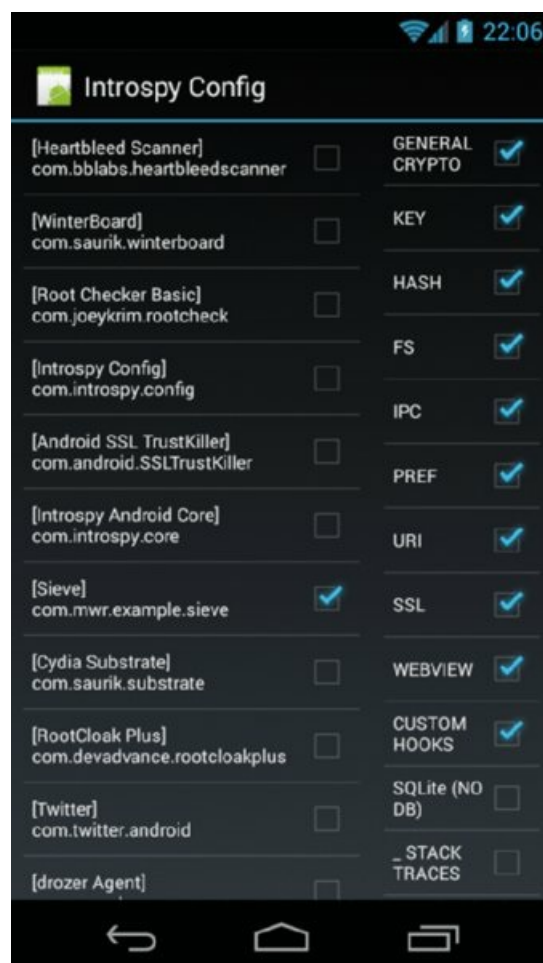 22:06
Introspy Config
[Heartbleed Scanner]
com.bblabs.heartbleedscanner
[WinterBoard]
com.saurik.winterboard
[Root Checker Basic]
com.joeykrim.rootcheck
[Introspy Config]
com.introspy.config
[Android SSL TrustKiller]
com.android.SSLTrustKiller
[Introspy Android Core]
com.introspy.core
[Sieve]
com.mwr.example.sieve
[Cydia Substrate]
com.saurik.substrate
[RootCloak Plus]
com.devadvance.rootcloakplus
[Twitter]
com.twitter.android
[drozer Agent]
GENERAL
CRYPTO
KEY
HASH
FS
IPC
PREF
URI
SSL
WEBVIEW
CUSTOM
HOOKS
SQLite (NO
DB)
_ STACK
TRACES